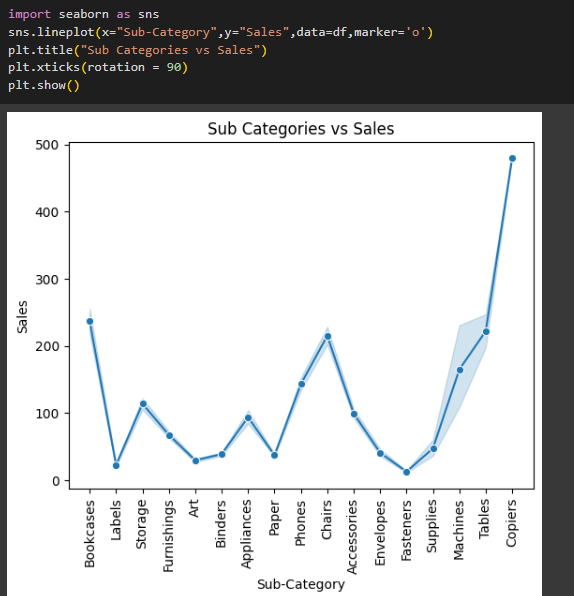 import seaborn as sns
sns.lineplot(x="Sub-Category",y="Sales",data=df,marker='o')
plt.title("Sub Categories vs Sales")
plt.xticks(rotation = 90)
plt.show()
Sub Categories vs Sales
500
400
300
200
100
0
Sales
Bookcases
Labels
Storage
Furnishings
Art
Binders
Appliances
Paper
Phones
Chairs
Accessories
Envelopes
Fasteners
Supplies
Machines
Tables
Copiers
Sub-Category